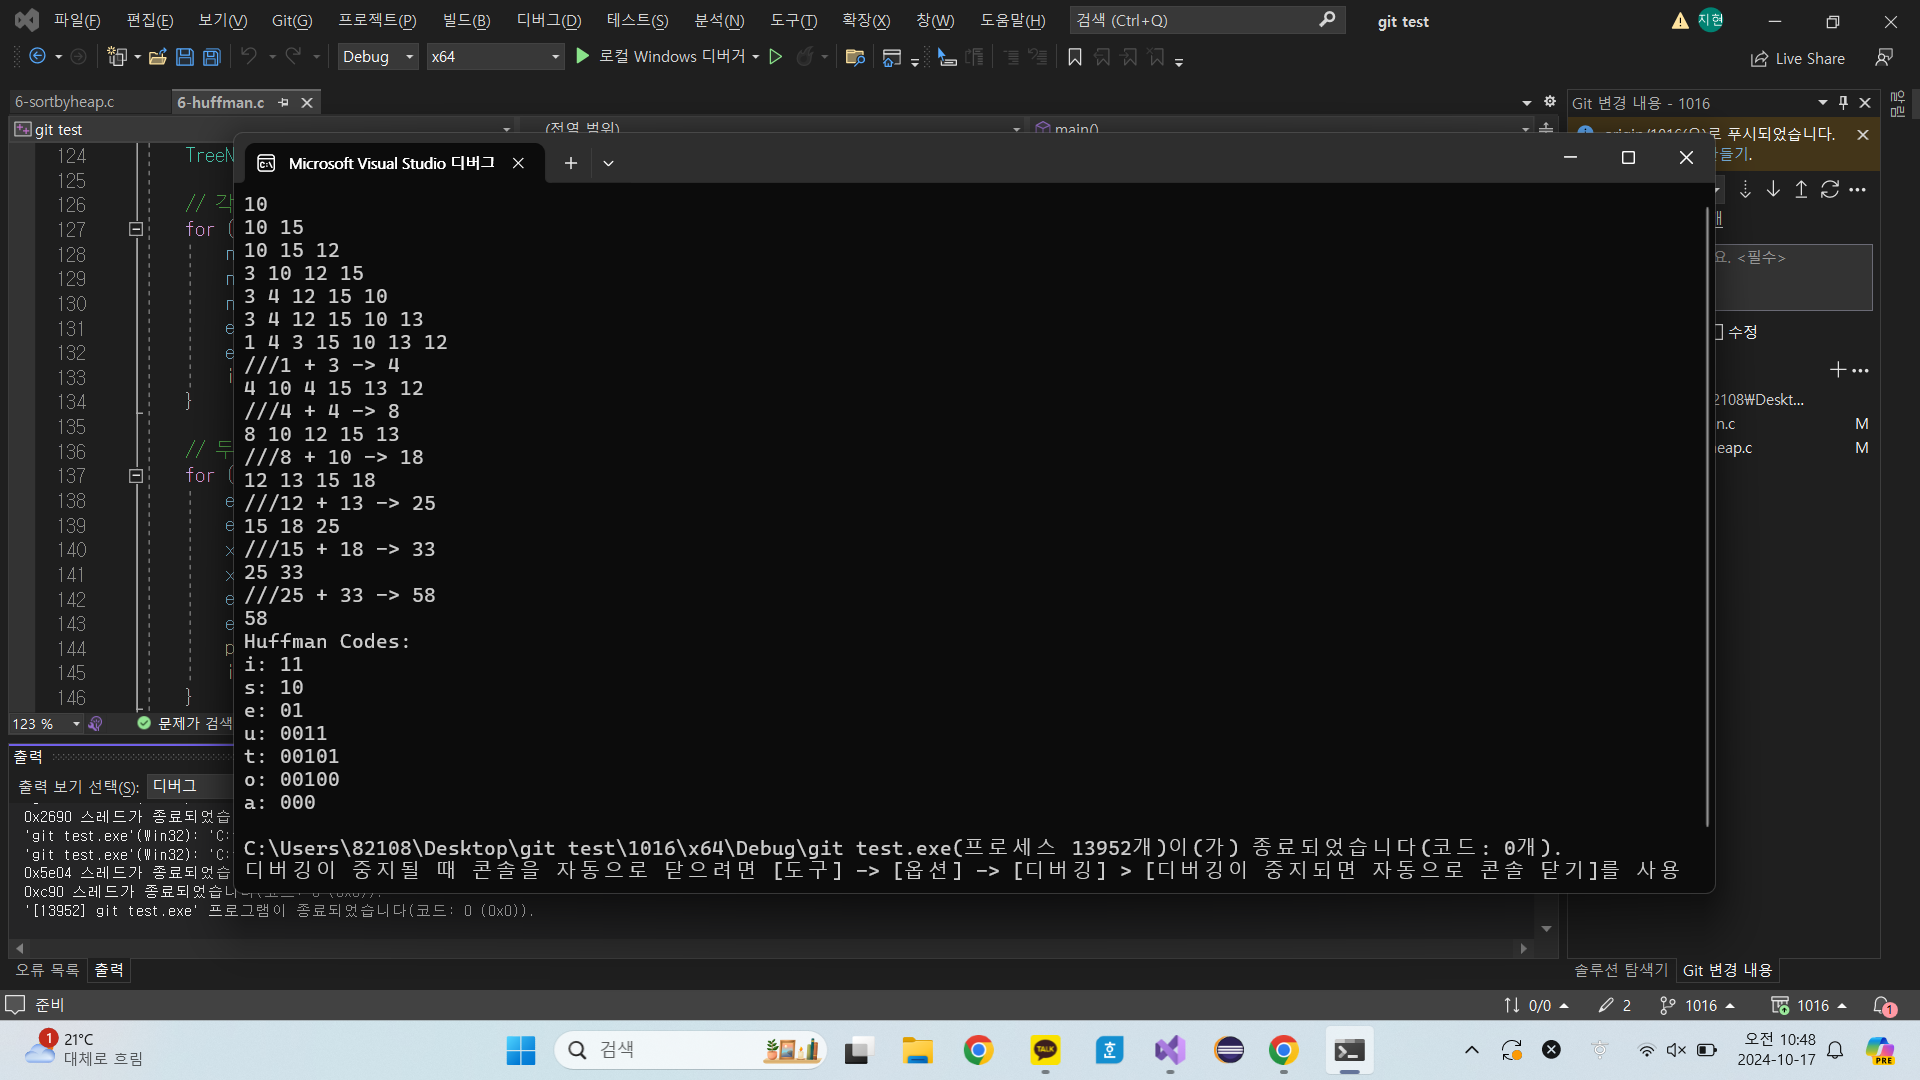 파일(F) 편집(E) 보기(V) Git(G) 프로젝트(P) 빌드(B) 디버그(D) 테스트(S) 분석(N) 도구(T) 확장(X) 창(W) 도움말(H) 검색 (Ctrl+Q) git test 지현
Debug x64 로컬 Windows 디버거 Live Share
6-sortbyheap.c 6-huffman.c Git 변경 내용 - 1016 알림
git test (전역 범위) main()
origin/1016(으)로 푸시되었습니다.
만들기.
Microsoft Visual Studio 디버그
124 TreeN
125
126 // 각
127 for (
128
129
130
131 e
132 e
133 i
134 }
135
136 // 두
137 for (
138 e
139 e
140 x
141 x
142 e
143 e
144 p
145 i
146 }
10
10 15
10 15 12
3 10 12 15
3 4 12 15 10
3 4 12 15 10 13
1 4 3 15 10 13 12
///1 + 3 -> 4
4 10 4 15 13 12
///4 + 4 -> 8
8 10 12 15 13
///8 + 10 -> 18
12 13 15 18
///12 + 13 -> 25
15 18 25
///15 + 18 -> 33
25 33
///25 + 33 -> 58
58
Huffman Codes:
i: 11
s: 10
e: 01
u: 0011
t: 00101
o: 00100
a: 000
C:\Users\82108\Desktop\git test\1016\x64\Debug\git test.exe(프로세스 13952개)이(가) 종료되었습니다(코드: 0개).
디버깅이 중지될 때 콘솔을 자동으로 닫으려면 [도구] -> [옵션] -> [디버깅] > [디버깅이 중지되면 자동으로 콘솔 닫기]를 사용
요. <필수>
수정
2108₩Deskt...
n.c M
eap.c M
123 % 문제가 검색
출력
출력 보기 선택(S): 디버그
0x2690 스레드가 종료되었습
'git test.exe'(Win32): 'C:
'git test.exe'(Win32): 'C:
0x5e04 스레드가 종료되었습
0xc90 스레드가 종료되었습니다(코드: 0 (0x0)).
'[13952] git test.exe' 프로그램이 종료되었습니다(코드: 0 (0x0)).
오류 목록 출력 솔루션 탐색기 Git 변경 내용
준비 0/0 2 1016 1016 1
1 21°C
대체로 흐림
검색
TALK
PRE
오전 10:48
2024-10-17